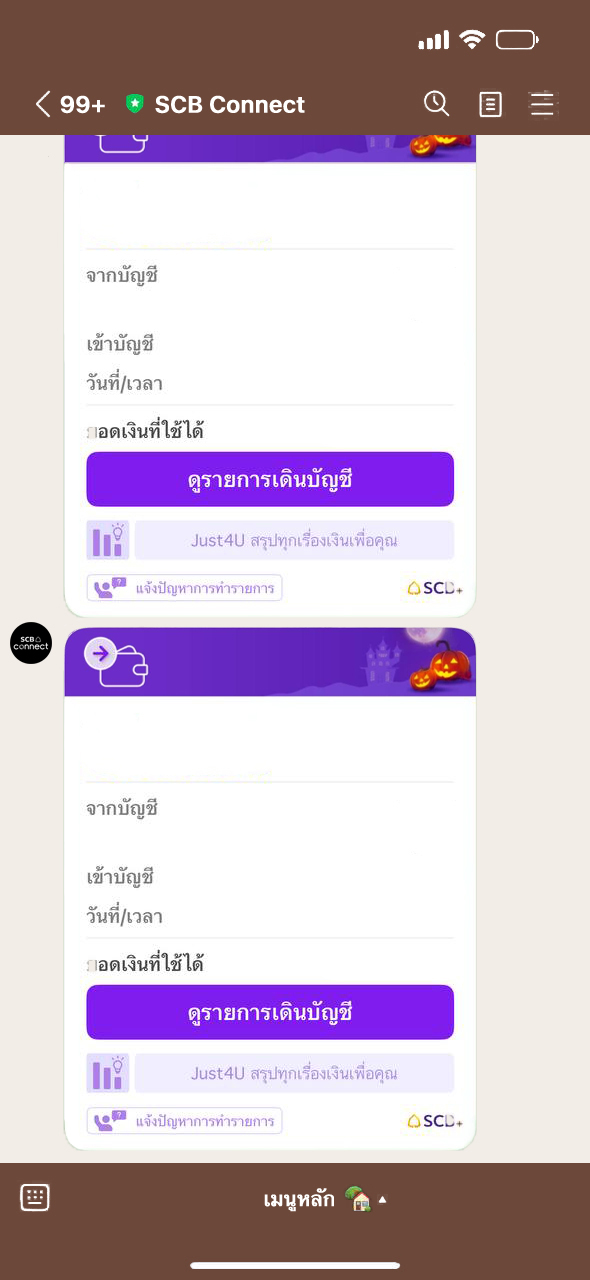 99+ SCB Connect
จากบัญชี
เข้าบัญชี
วันที่/เวลา
ยอดเงินที่ใช้ได้
ดูรายการเดินบัญชี
Just4U สรุปทุกเรื่องเงินเพื่อคุณ
แจ้งปัญหาการทำรายการ SCB+
SCB
connect
จากบัญชี
เข้าบัญชี
วันที่/เวลา
ยอดเงินที่ใช้ได้
ดูรายการเดินบัญชี
Just4U สรุปทุกเรื่องเงินเพื่อคุณ
แจ้งปัญหาการทำรายการ SCB+
เมนูหลัก